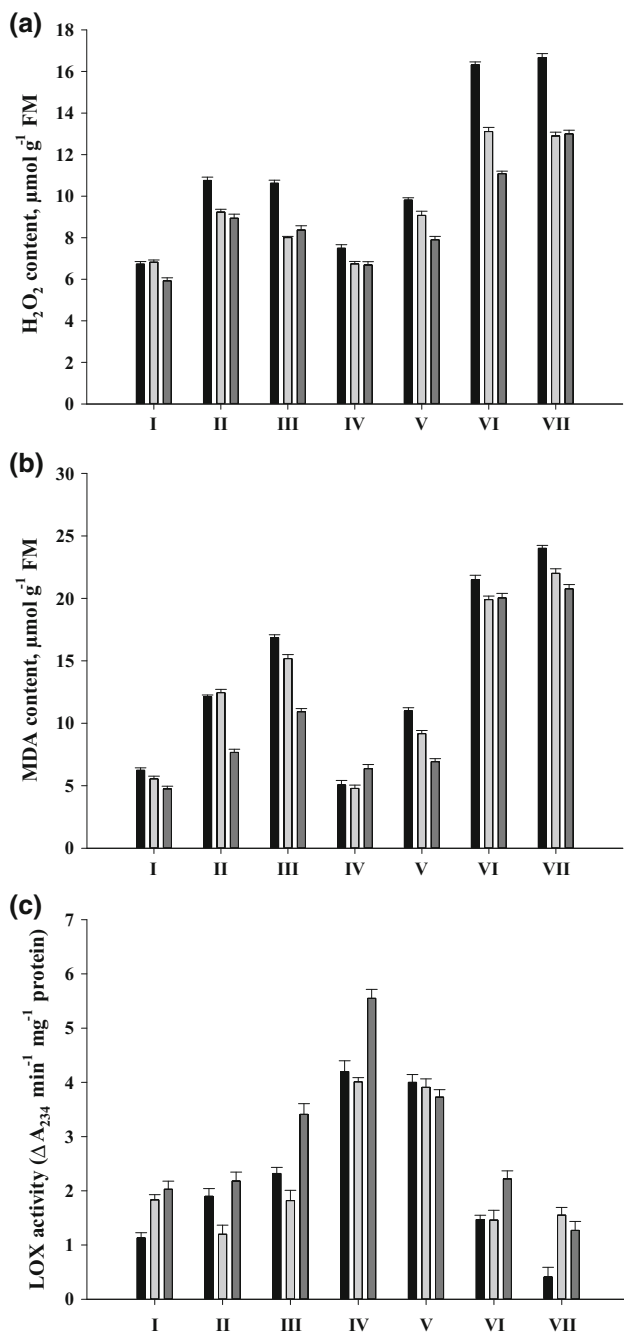 (a)
18
16
14
12
10
8
6
4
2
0
H₂O₂ content, μmol g⁻¹ FM
I II III IV V VI VII
(b)
30
25
20
15
10
5
0
MDA content, μmol g⁻¹ FM
I II III IV V VI VII
(c)
7
6
5
4
3
2
1
0
LOX activity (Δ A₂₃₄ min⁻¹ mg⁻¹ protein)
I II III IV V VI VII